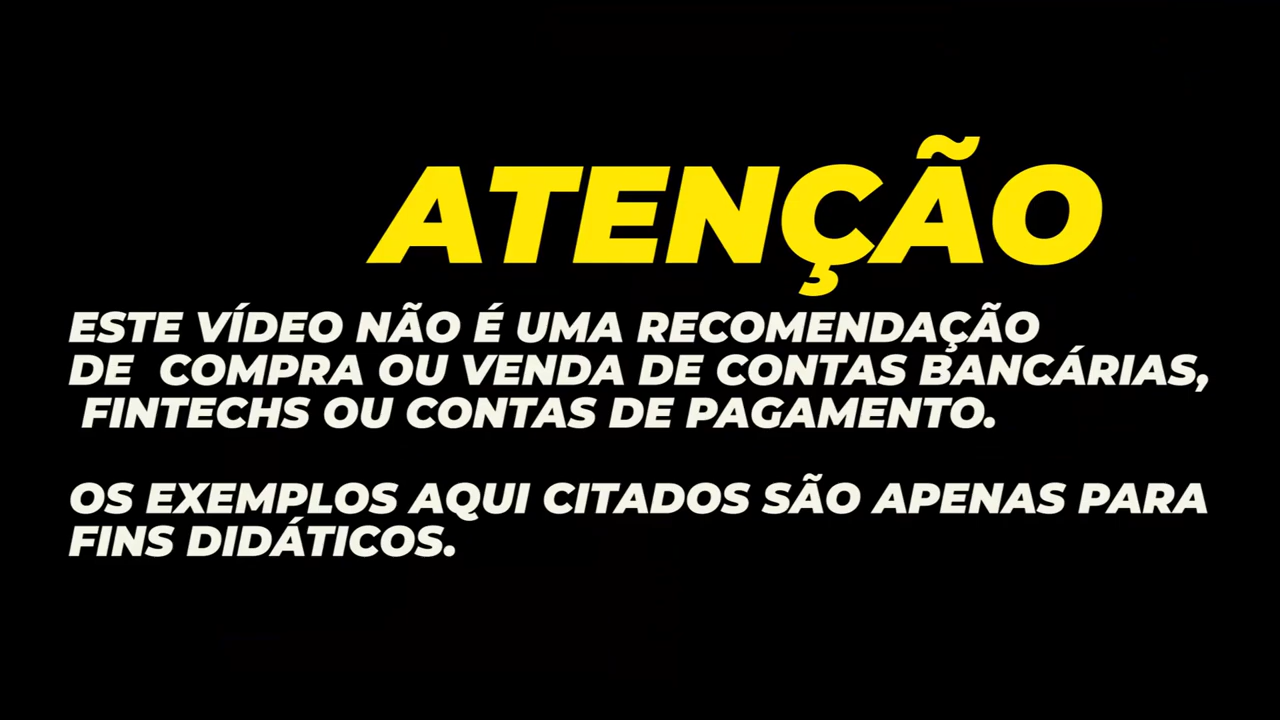 ATENÇÃO
ESTE VÍDEO NÃO É UMA RECOMENDAÇÃO
DE COMPRA OU VENDA DE CONTAS BANCÁRIAS,
FINTECHS OU CONTAS DE PAGAMENTO.
OS EXEMPLOS AQUI CITADOS SÃO APENAS PARA
FINS DIDÁTICOS.